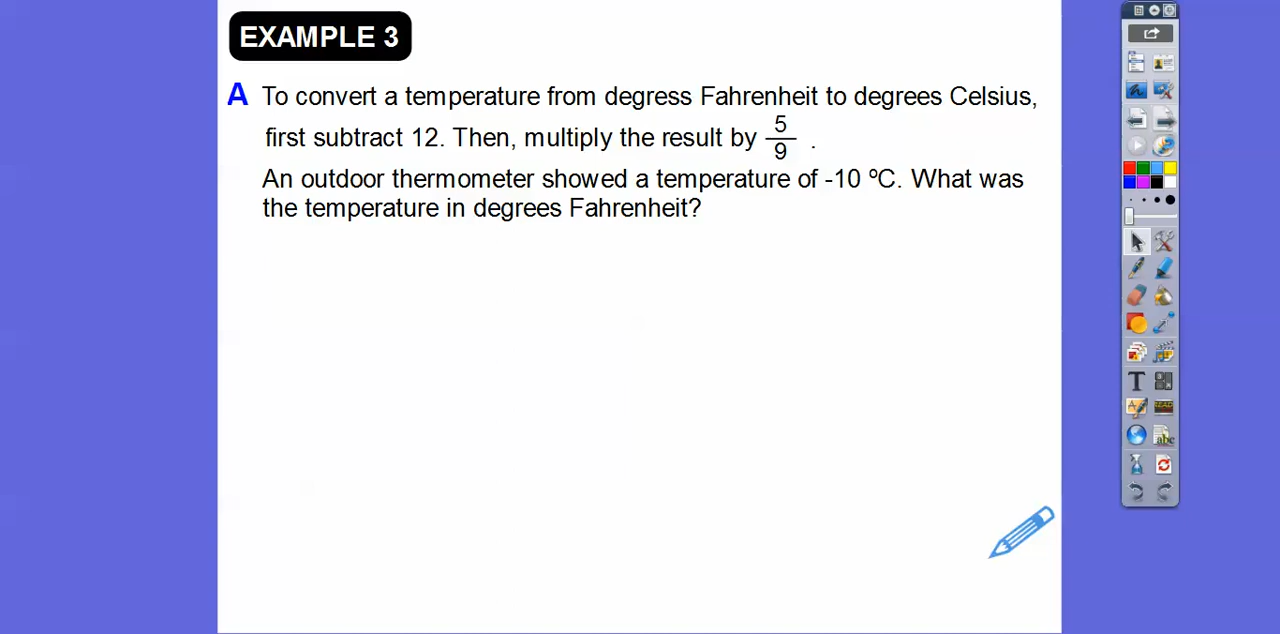 EXAMPLE 3
A To convert a temperature from degress Fahrenheit to degrees Celsius,
first subtract 12. Then, multiply the result by 5/9 .
An outdoor thermometer showed a temperature of -10 ºC. What was
the temperature in degrees Fahrenheit?